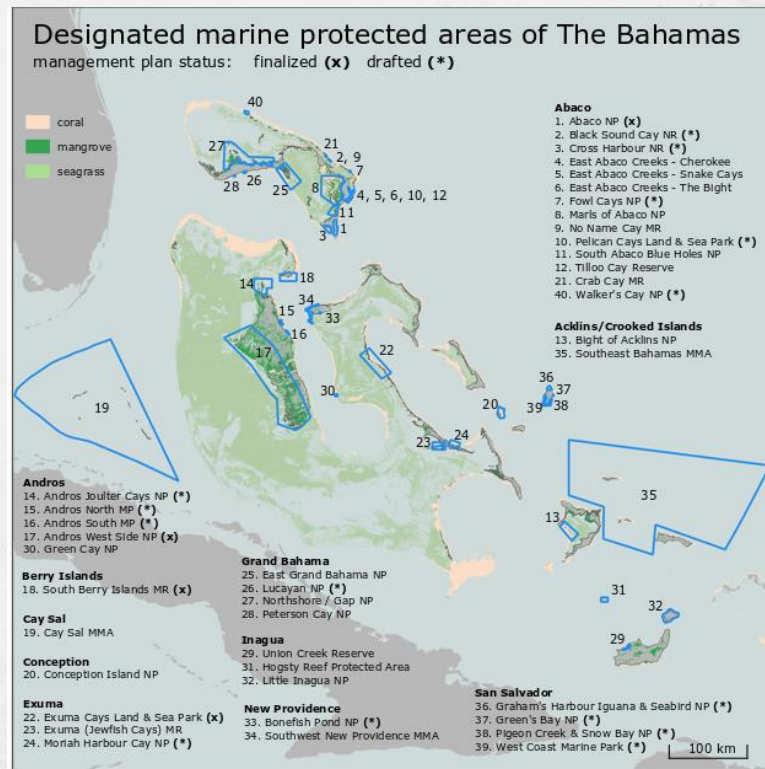 Designated marine protected areas of The Bahamas
management plan status: finalized (x) drafted (*)
coral
mangrove
seagrass
40
27
21
2, 9
7
28
26
25
8
4, 5, 6, 10, 12
11
3
1
14
18
34
15
33
16
17
22
30
19
36
37
20
39
38
23
24
35
13
31
32
29
Abaco
1. Abaco NP (x)
2. Black Sound Cay NR (*)
3. Cross Harbour NR (*)
4. East Abaco Creeks - Cherokee
5. East Abaco Creeks - Snake Cays
6. East Abaco Creeks - The Bight
7. Fowl Cays NP (*)
8. Marls of Abaco NP
9. No Name Cay MR
10. Pelican Cays Land & Sea Park (*)
11. South Abaco Blue Holes NP
12. Tilloo Cay Reserve
21. Crab Cay MR
40. Walker's Cay NP (*)
Acklins/Crooked Islands
13. Bight of Acklins NP
35. Southeast Bahamas MMA
Andros
14. Andros Joulter Cays NP (*)
15. Andros North MP (*)
16. Andros South MP (*)
17. Andros West Side NP (x)
30. Green Cay NP
Berry Islands
18. South Berry Islands MR (x)
Cay Sal
19. Cay Sal MMA
Conception
20. Conception Island NP
Exuma
22. Exuma Cays Land & Sea Park (x)
23. Exuma (Jewfish Cays) MR
24. Moriah Harbour Cay NP (*)
Grand Bahama
25. East Grand Bahama NP
26. Lucayan NP (*)
27. Northshore / Gap NP
28. Peterson Cay NP
Inagua
29. Union Creek Reserve
31. Hogsty Reef Protected Area
32. Little Inagua NP
New Providence
33. Bonefish Pond NP (*)
34. Southwest New Providence MMA
San Salvador
36. Graham's Harbour Iguana & Seabird NP (*)
37. Green's Bay NP (*)
38. Pigeon Creek & Snow Bay NP (*)
39. West Coast Marine Park (*)
100 km